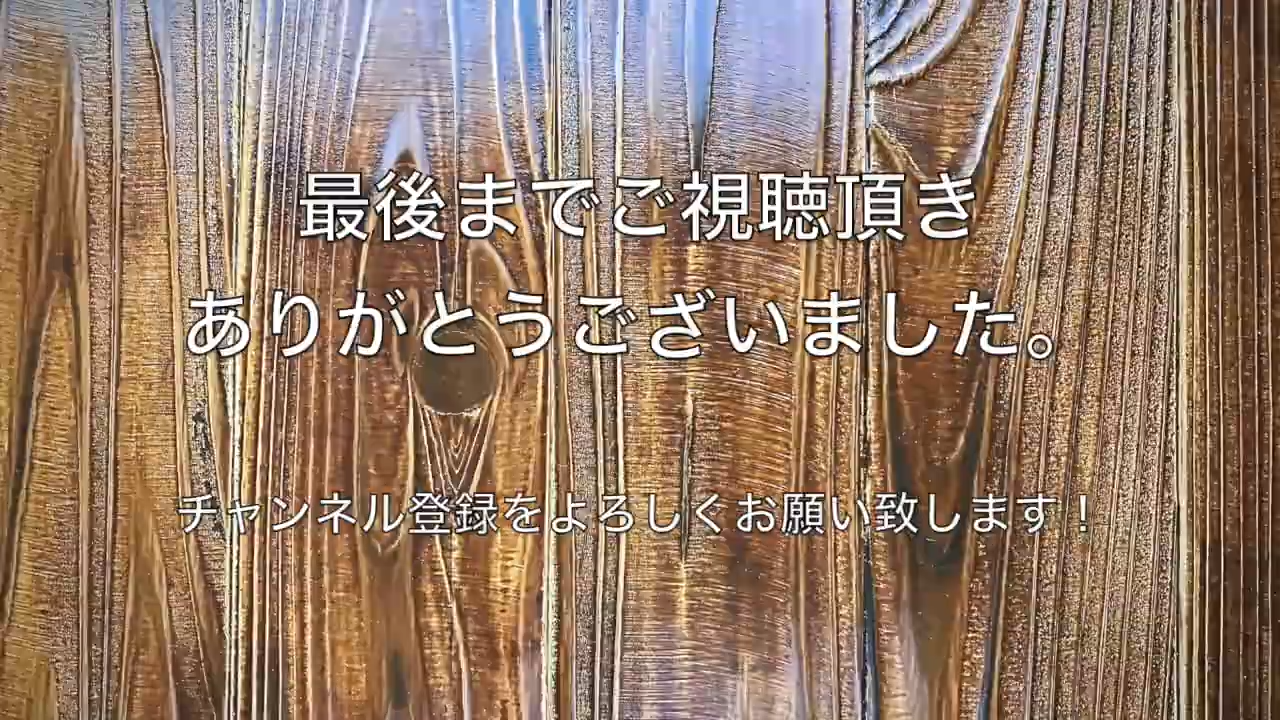 最後までご視聴頂き
ありがとうございました。
チャンネル登録をよろしくお願い致します！